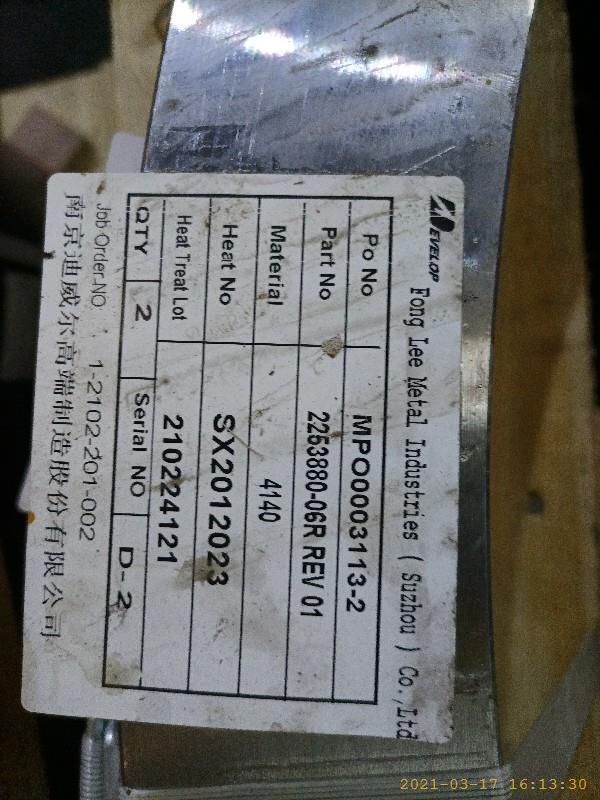 DEVELOP
Fong Lee Metal Industries ( Suzhou ) Co.,Ltd
Po No MPO0003113-2
Part No 2253880-06R REV 01
Material 4140
Heat No SX2012023
Heat Treat Lot 210224121
QTY 2 Serial NO D-2
Job Order NO 1-2102-201-002
南京迪威尔高端制造股份有限公司
2021-03-17 16:13:30